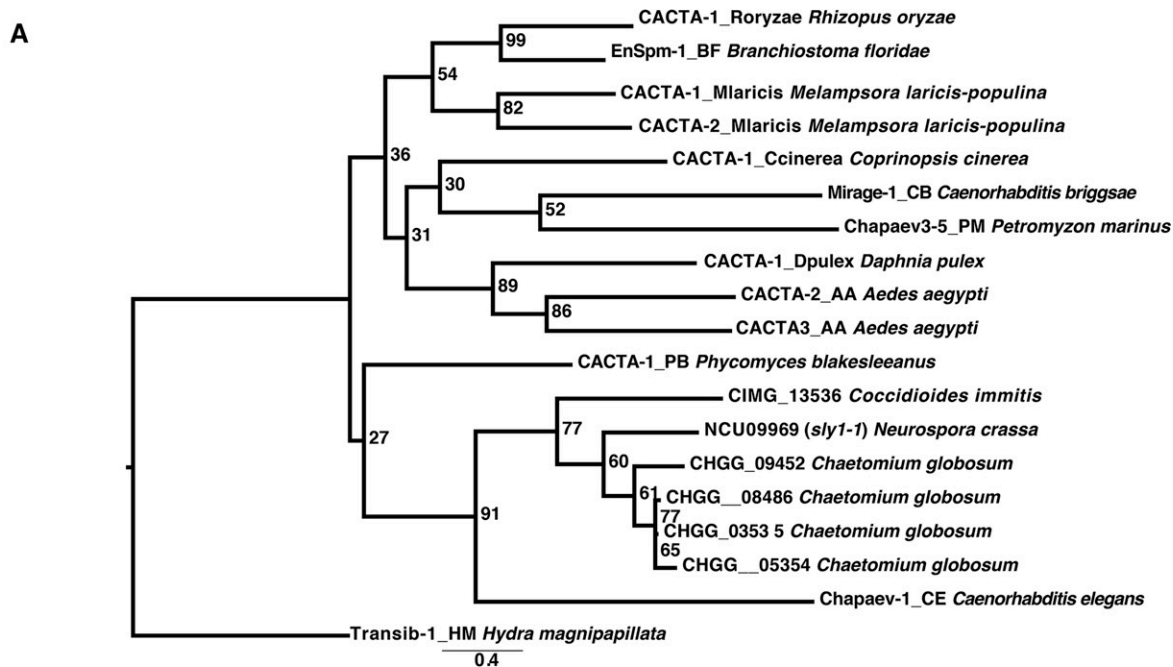 A
CACTA-1_Roryzae Rhizopus oryzae
99
EnSpm-1_BF Branchiostoma floridae
54
CACTA-1_Mlaricis Melampsora laricis-populina
82
CACTA-2_Mlaricis Melampsora laricis-populina
36
CACTA-1_Ccinerea Coprinopsis cinerea
30
Mirage-1_CB Caenorhabditis briggsae
52
Chapaev3-5_PM Petromyzon marinus
31
CACTA-1_Dpulex Daphnia pulex
89
CACTA-2_AA Aedes aegypti
86
CACTA3_AA Aedes aegypti
CACTA-1_PB Phycomyces blakesleeanus
27
CIMG_13536 Coccidioides immitis
77
NCU09969 (sly1-1) Neurospora crassa
60
CHGG_09452 Chaetomium globosum
61
CHGG__08486 Chaetomium globosum
77
CHGG_0353 5 Chaetomium globosum
65
CHGG__05354 Chaetomium globosum
91
Chapaev-1_CE Caenorhabditis elegans
Transib-1_HM Hydra magnipapillata
0.4